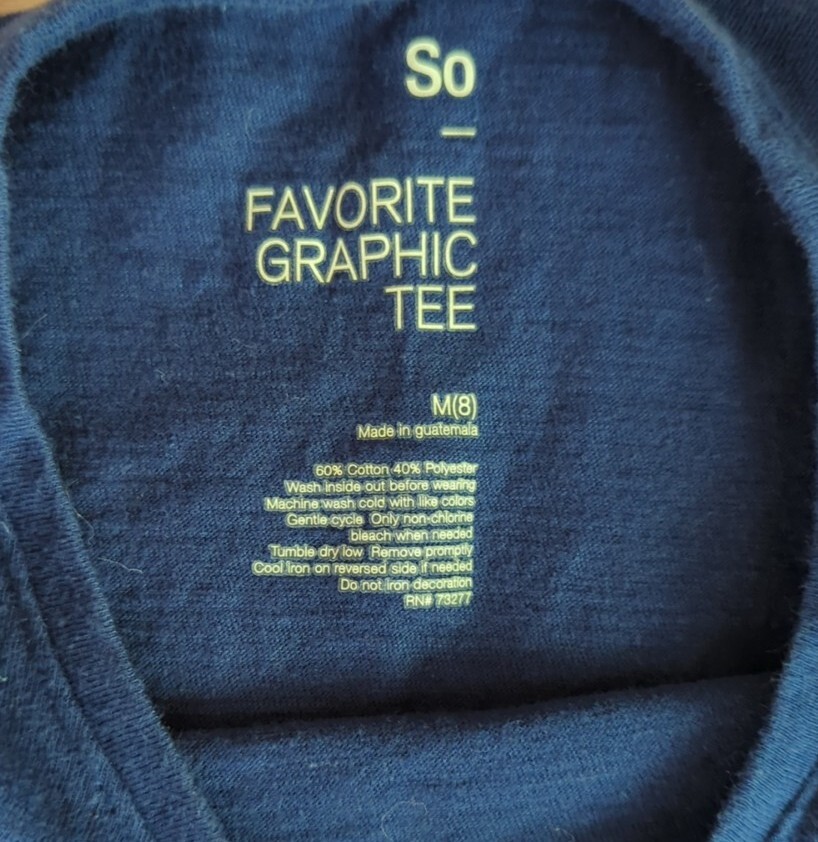 So
—
FAVORITE
GRAPHIC
TEE
M(8)
Made in guatemala
60% Cotton 40% Polyester
Wash inside out before wearing
Machine wash cold with like colors
Gentle cycle Only non-chlorine
bleach when needed
Tumble dry low Remove promptly
Cool iron on reversed side if needed
Do not iron decoration
RN# 73277